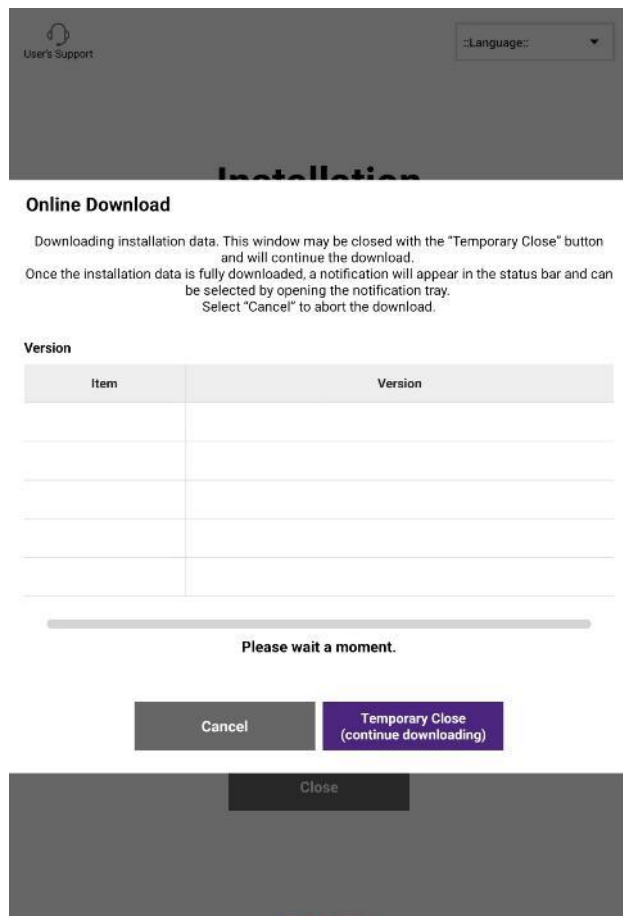 User's Support
::Language::
Installation
Online Download
Downloading installation data. This window may be closed with the "Temporary Close" button
and will continue the download.
Once the installation data is fully downloaded, a notification will appear in the status bar and can
be selected by opening the notification tray.
Select "Cancel" to abort the download.
Version
Item Version
Please wait a moment.
Cancel
Temporary Close
(continue downloading)
Close